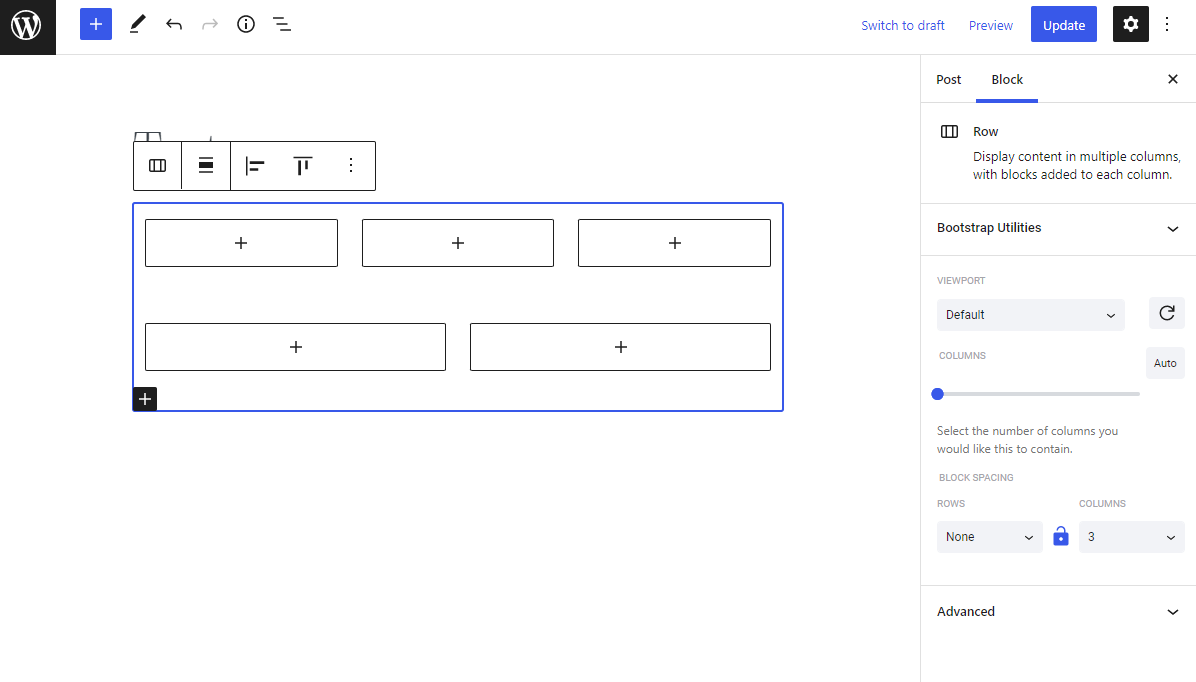 Switch to draft
Preview
Update
Post
Block
Row
Display content in multiple columns,
with blocks added to each column.
Bootstrap Utilities
VIEWPORT
Default
COLUMNS
Auto
Select the number of columns you
would like this to contain.
BLOCK SPACING
ROWS
COLUMNS
None
3
Advanced